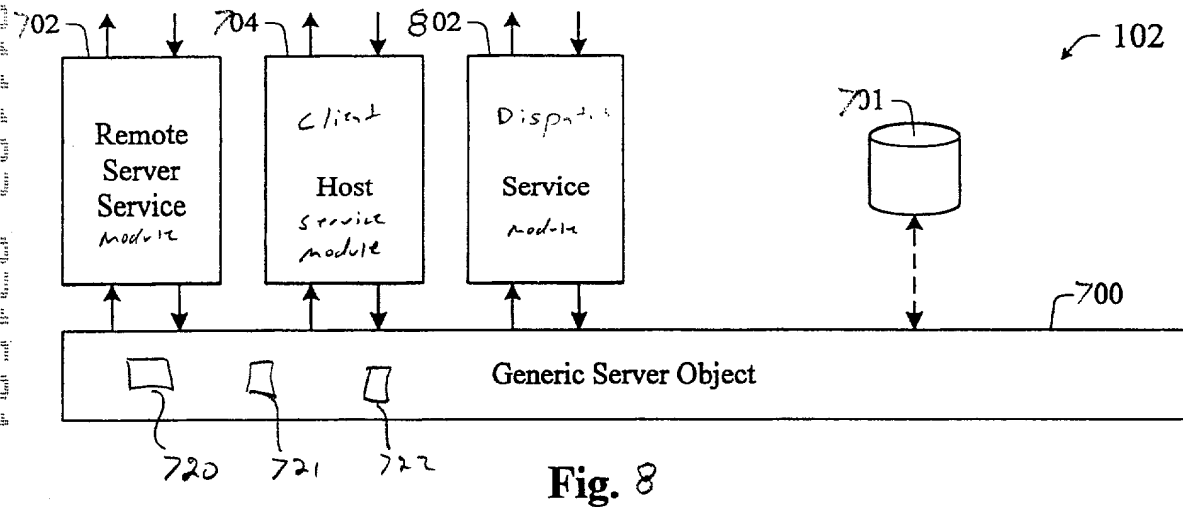 702
704
802
102
701
Remote
Server
Service
module
Client
Host
service
module
Dispatch
Service
module
700
Generic Server Object
720
721
722
Fig. 8